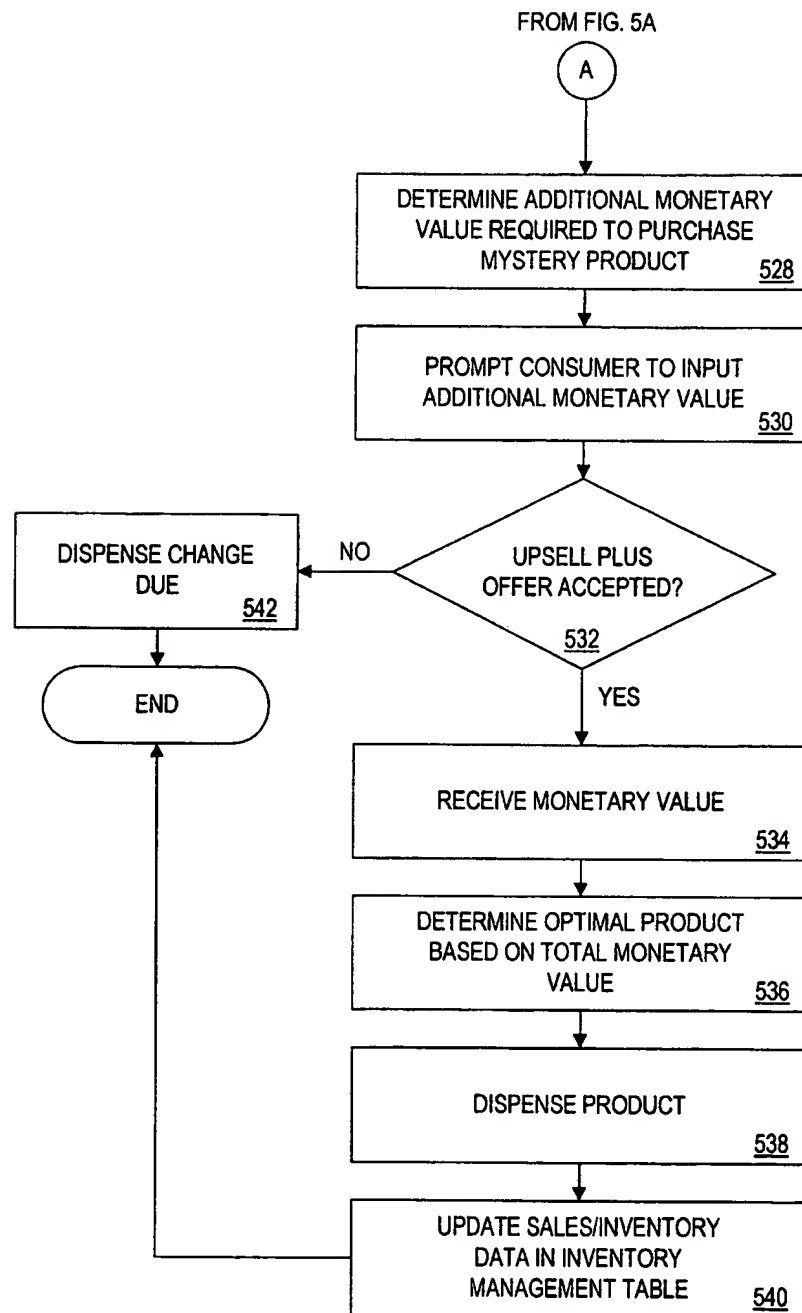 FROM FIG. 5A
A
DETERMINE ADDITIONAL MONETARY
VALUE REQUIRED TO PURCHASE
MYSTERY PRODUCT
528
PROMPT CONSUMER TO INPUT
ADDITIONAL MONETARY VALUE
530
UPSELL PLUS
OFFER ACCEPTED?
532
NO
DISPENSE CHANGE
DUE
542
END
YES
RECEIVE MONETARY VALUE
534
DETERMINE OPTIMAL PRODUCT
BASED ON TOTAL MONETARY
VALUE
536
DISPENSE PRODUCT
538
UPDATE SALES/INVENTORY
DATA IN INVENTORY
MANAGEMENT TABLE
540